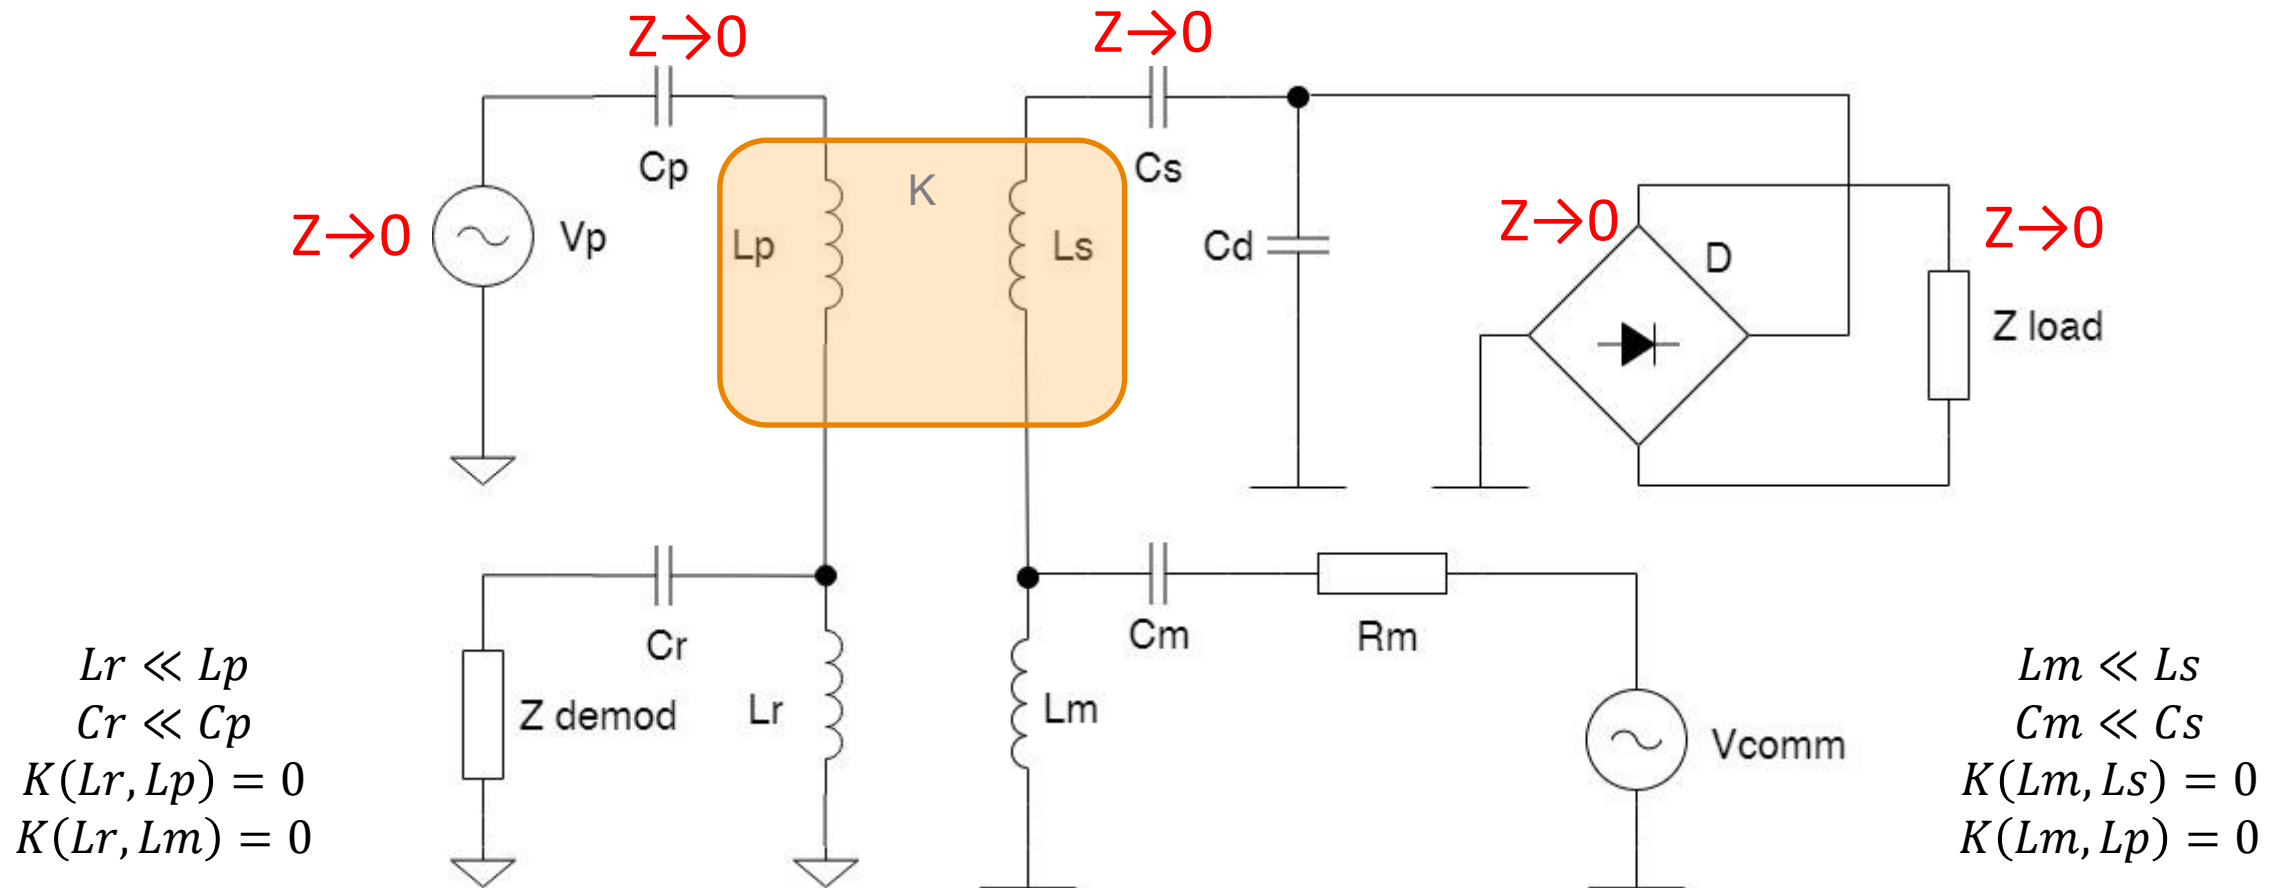 Z→0
Z→0
Cp
Cs
K
Z→0
Vp
Lp
Ls
Cd
Z→0
D
Z→0
Z load
Cr
Z demod
Lr
Lm
Cm
Rm
Vcomm
Lr ≪ Lp
Cr ≪ Cp
K(Lr, Lp) = 0
K(Lr, Lm) = 0
Lm ≪ Ls
Cm ≪ Cs
K(Lm, Ls) = 0
K(Lm, Lp) = 0